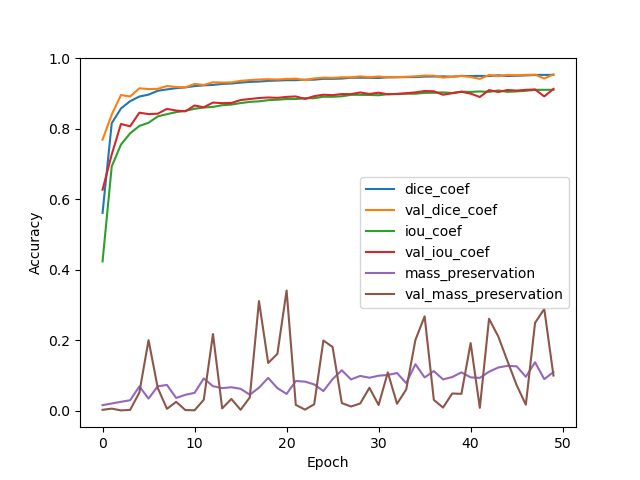 1.0
0.8
0.6
0.4
0.2
0.0
Accuracy
dice_coef
val_dice_coef
iou_coef
val_iou_coef
mass_preservation
val_mass_preservation
0 10 20 30 40 50
Epoch